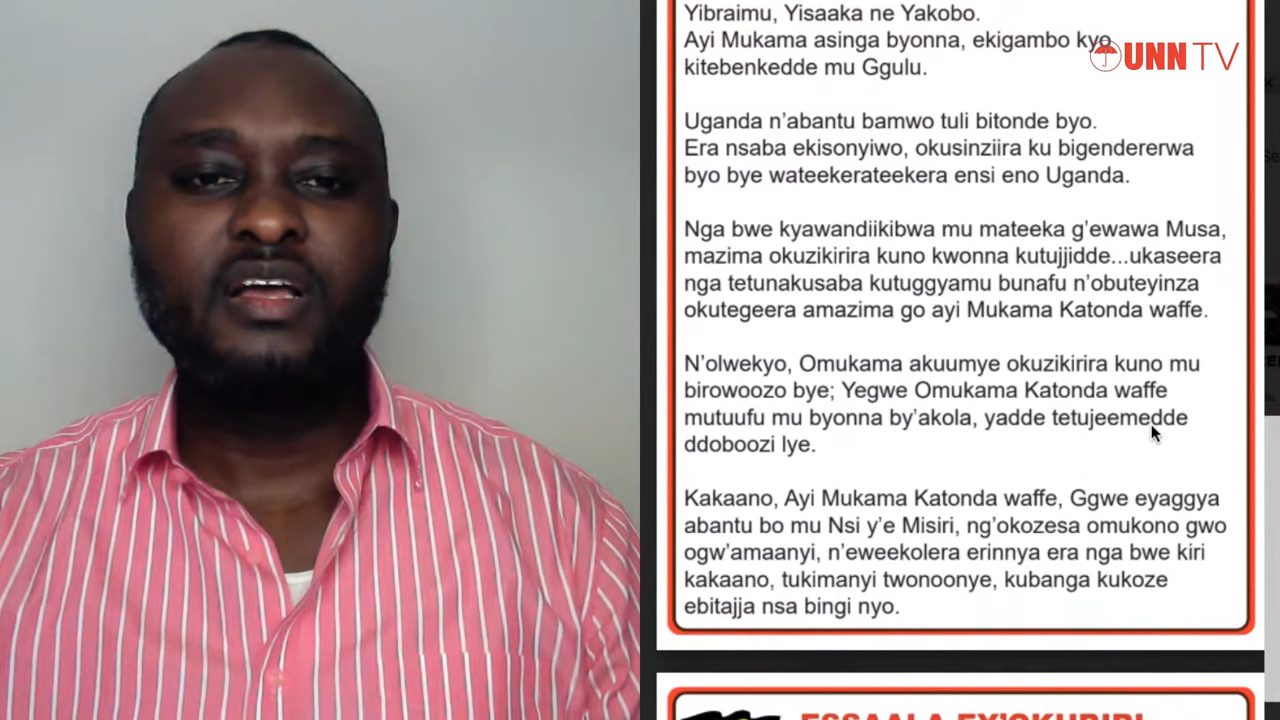 Yibraimu, Yisaaka ne Yakobo.
Ayi Mukama asinga byonna, ekigambo kyo
kitebenkedde mu Ggulu.
UNN TV
Uganda n’abantu bamwo tuli bitonde byo.
Era nsaba ekisonyiwo, okusinziira ku bigendererwa
byo bye wateekerateekera ensi eno Uganda.
Nga bwe kyawandiikibwa mu mateeka g’ewawa Musa,
mazima okuzikirira kuno kwonna kutujjidde...ukaseera
nga tetunakusaba kutuggyamu bunafu n’obuteyinza
okutegeera amazima go ayi Mukama Katonda waffe.
N’olwekyo, Omukama akuumye okuzikirira kuno mu
birowoozo bye; Yegwe Omukama Katonda waffe
mutuufu mu byonna by’akola, yadde tetujeemedde
ddoboozi lye.
Kakaano, Ayi Mukama Katonda waffe, Ggwe eyaggya
abantu bo mu Nsi y’e Misiri, ng’okozesa omukono gwo
ogw’amaanyi, n’eweekolera erinnya era nga bwe kiri
kakaano, tukimanyi twonoonye, kubanga kukoze
ebitajja nsa bingi nyo.